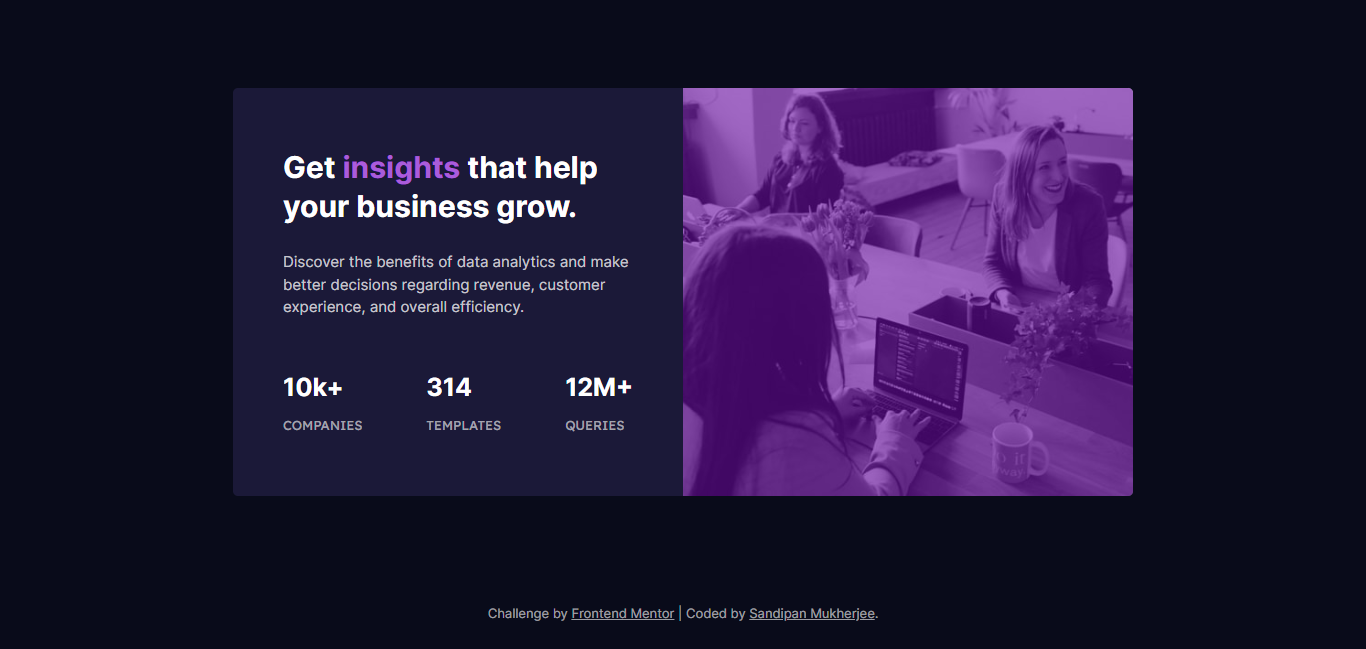 Get insights that help
your business grow.
Discover the benefits of data analytics and make
better decisions regarding revenue, customer
experience, and overall efficiency.
10k+ 314 12M+
COMPANIES TEMPLATES QUERIES
Challenge by Frontend Mentor | Coded by Sandipan Mukherjee.